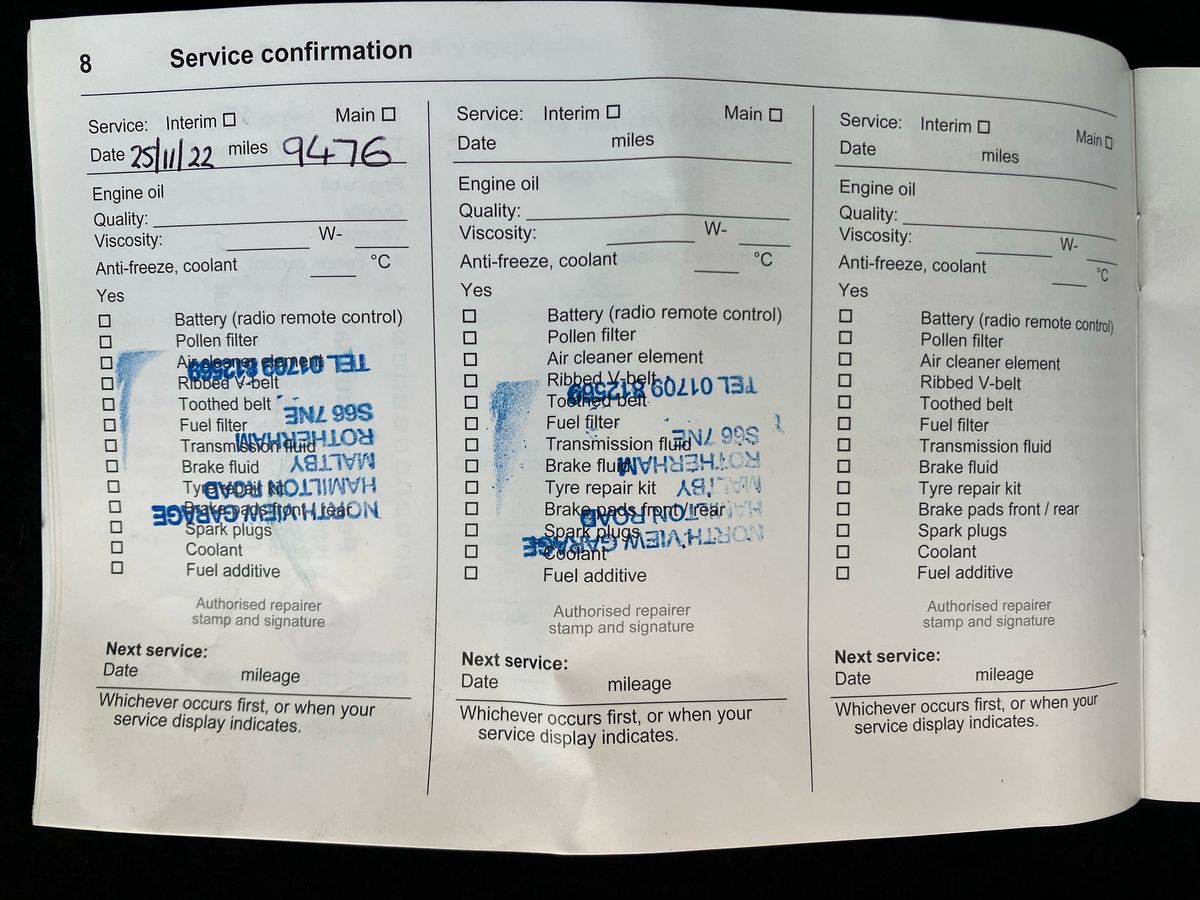 8 Service confirmation
Service: Interim ☐ Main ☐
Date 25/11/22 miles 9476
Engine oil
Quality:
Viscosity: W-
Anti-freeze, coolant °C
Yes
☐ Battery (radio remote control)
☐ Pollen filter
☐ Air cleaner element
☐ Ribbed V-belt
☐ Toothed belt
☐ Fuel filter
☐ Transmission fluid
☐ Brake fluid
☐ Tyre repair kit
☐ Brake pads front / rear
☐ Spark plugs
☐ Coolant
☐ Fuel additive
NORTH VIEW GARAGE
HAMILTON ROAD
MALTBY
ROTHERHAM
S66 7NE
TEL 01709 812569
Authorised repairer
stamp and signature
Next service:
Date mileage
Whichever occurs first, or when your
service display indicates.
Service: Interim ☐ Main ☐
Date miles
Engine oil
Quality:
Viscosity: W-
Anti-freeze, coolant °C
Yes
☐ Battery (radio remote control)
☐ Pollen filter
☐ Air cleaner element
☐ Ribbed V-belt
☐ Toothed belt
☐ Fuel filter
☐ Transmission fluid
☐ Brake fluid
☐ Tyre repair kit
☐ Brake pads front / rear
☐ Spark plugs
☐ Coolant
☐ Fuel additive
NORTH VIEW GARAGE
HAMILTON ROAD
MALTBY
ROTHERHAM
S66 7NE
TEL 01709 812569
Authorised repairer
stamp and signature
Next service:
Date mileage
Whichever occurs first, or when your
service display indicates.
Service: Interim ☐ Main ☐
Date miles
Engine oil
Quality:
Viscosity: W-
Anti-freeze, coolant °C
Yes
☐ Battery (radio remote control)
☐ Pollen filter
☐ Air cleaner element
☐ Ribbed V-belt
☐ Toothed belt
☐ Fuel filter
☐ Transmission fluid
☐ Brake fluid
☐ Tyre repair kit
☐ Brake pads front / rear
☐ Spark plugs
☐ Coolant
☐ Fuel additive
Authorised repairer
stamp and signature
Next service:
Date mileage
Whichever occurs first, or when your
service display indicates.